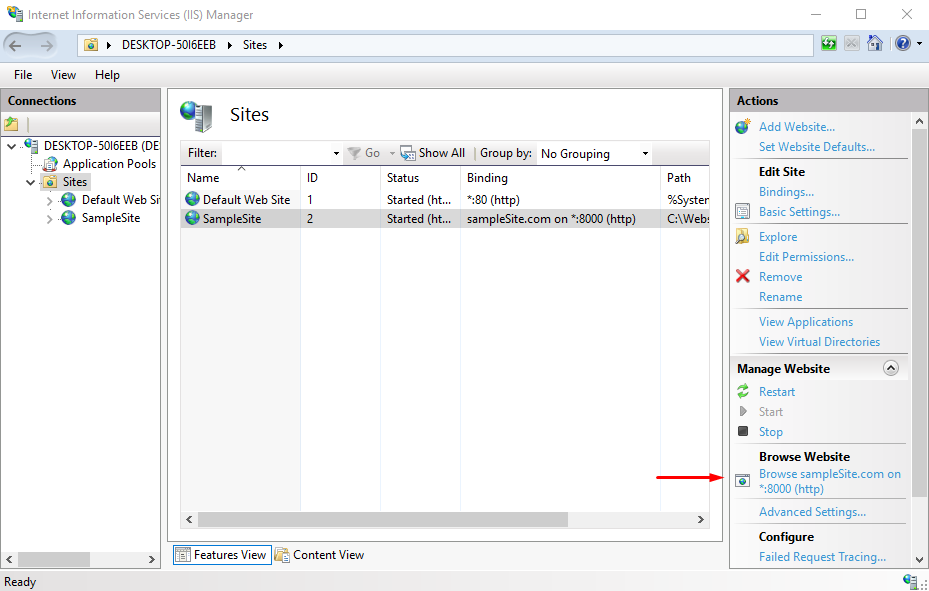 Internet Information Services (IIS) Manager
DESKTOP-50I6EEB Sites
File View Help
Connections
DESKTOP-50I6EEB (DE
Application Pools
Sites
Default Web Si
SampleSite
Sites
Filter: Go Show All Group by: No Grouping
Name ID Status Binding Path
Default Web Site 1 Started (ht... *:80 (http) %System
SampleSite 2 Started (ht... sampleSite.com on *:8000 (http) C:\Webs
Features View Content View
Actions
Add Website...
Set Website Defaults...
Edit Site
Bindings...
Basic Settings...
Explore
Edit Permissions...
Remove
Rename
View Applications
View Virtual Directories
Manage Website
Restart
Start
Stop
Browse Website
Browse sampleSite.com on
*:8000 (http)
Advanced Settings...
Configure
Failed Request Tracing...
Ready